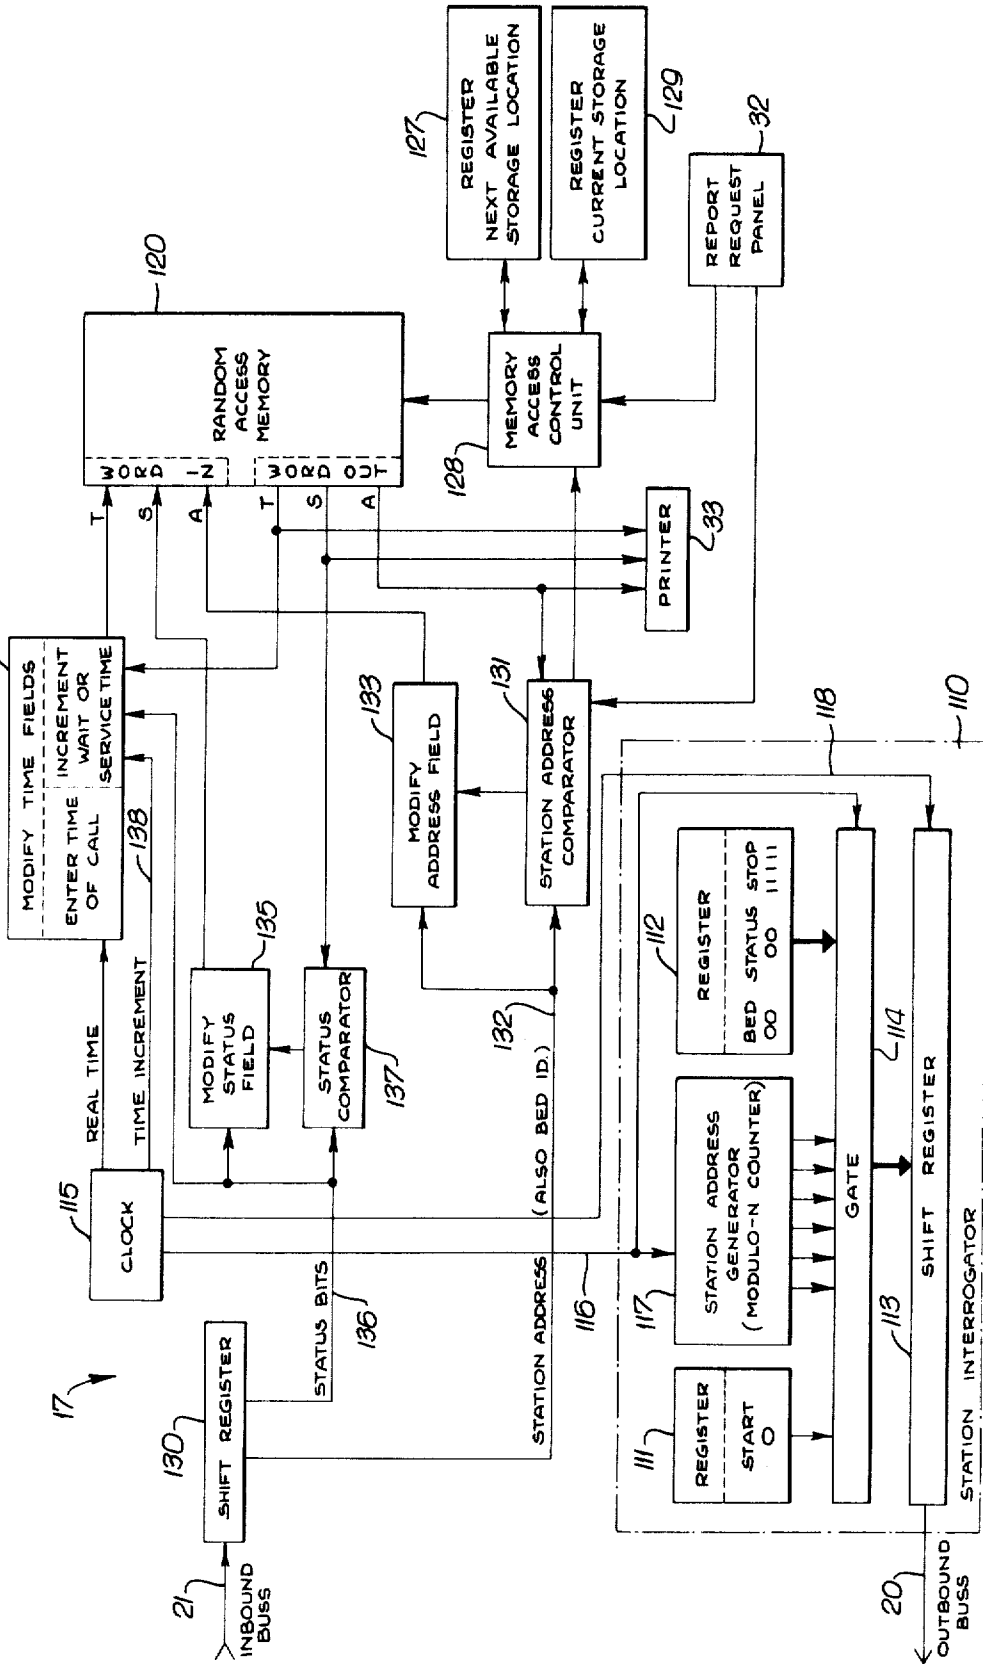 17
21
INBOUND
BUSS
130
SHIFT REGISTER
STATUS BITS
136
STATION ADDRESS
(ALSO BED ID.)
132
115
CLOCK
REAL TIME
TIME INCREMENT
138
MODIFY TIME FIELDS
ENTER TIME
OF CALL
INCREMENT
WAIT OR
SERVICE TIME
MODIFY
STATUS
FIELD
135
STATUS
COMPARATOR
137
MODIFY
ADDRESS FIELD
133
STATION ADDRESS
COMPARATOR
131
T
S
A
WORD IN
T
S
A
WORD OUT
RANDOM
ACCESS
MEMORY
120
PRINTER
33
MEMORY
ACCESS
CONTROL
UNIT
128
REGISTER
NEXT AVAILABLE
STORAGE LOCATION
127
REGISTER
CURRENT STORAGE
LOCATION
129
REPORT
REQUEST
PANEL
32
116
118
110
111
REGISTER
START
0
117
STATION ADDRESS
GENERATOR
(MODULO-N COUNTER)
112
REGISTER
BED STATUS STOP
00 00 11111
GATE
114
113
SHIFT REGISTER
STATION INTERROGATOR
20
OUTBOUND
BUSS